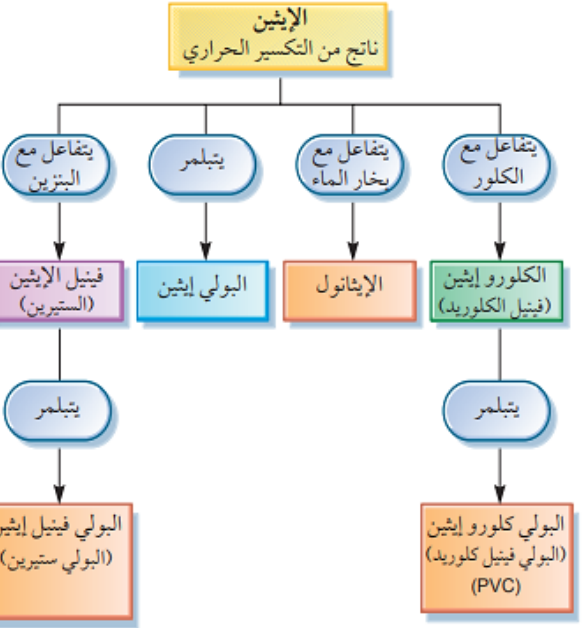 الإيثين
ناتج من التكسير الحراري
يتفاعل مع
الكلور
يتفاعل مع
بخار الماء
يتبلمر
يتفاعل مع
البنزين
الكلورو إيثين
(فينيل الكلوريد)
الإيثانول
البولي إيثين
فينيل الإيثين
(الستيرين)
يتبلمر
يتبلمر
البولي كلورو إيثين
(البولي فينيل كلوريد)
(PVC)
البولي فينيل إيثين
(البولي ستيرين)